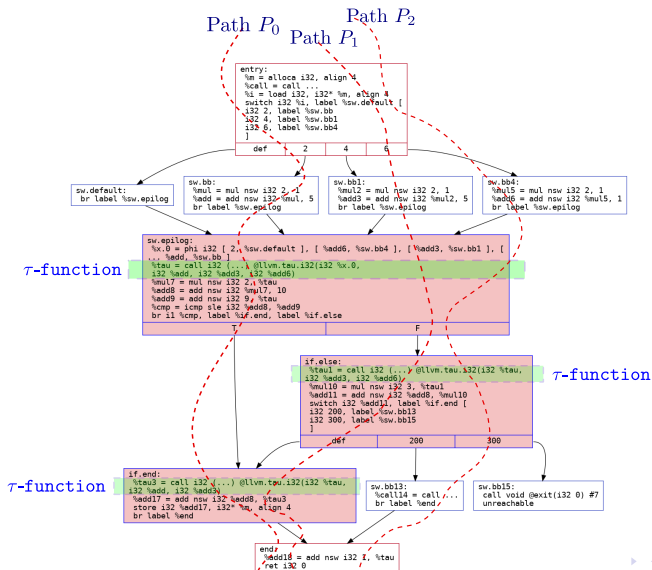 Path P0
Path P1
Path P2
entry:
%m = alloca i32, align 4
%call = call ...
%i = load i32, i32* %m, align 4
switch i32 %i, label %sw.default [
i32 2, label %sw.bb
i32 4, label %sw.bb1
i32 6, label %sw.bb4
]
def 2 4 6
sw.default:
br label %sw.epilog
sw.bb:
%mul = mul nsw i32 2, 1
%add = add nsw i32 %mul, 5
br label %sw.epilog
sw.bb1:
%mul2 = mul nsw i32 2, 1
%add3 = add nsw i32 %mul2, 5
br label %sw.epilog
sw.bb4:
%mul5 = mul nsw i32 2, 1
%add6 = add nsw i32 %mul5, 1
br label %sw.epilog
sw.epilog:
%x.0 = phi i32 [ 2, %sw.default ], [ %add6, %sw.bb4 ], [ %add3, %sw.bb1 ], [
... %add, %sw.bb ]
τ-function
%tau = call i32 (...) @llvm.tau.i32(i32 %x.0,
i32 %add, i32 %add3, i32 %add6)
%mul7 = mul nsw i32 2, %tau
%add8 = add nsw i32 %mul7, 10
%add9 = add nsw i32 9, %tau
%cmp = icmp sle i32 %add8, %add9
br i1 %cmp, label %if.end, label %if.else
T F
if.else:
%tau1 = call i32 (...) @llvm.tau.i32(i32 %tau,
i32 %add3, i32 %add6)
τ-function
%mul10 = mul nsw i32 3, %tau1
%add11 = add nsw i32 %add8, %mul10
switch i32 %add11, label %if.end [
i32 200, label %sw.bb13
i32 300, label %sw.bb15
]
def 200 300
if.end:
τ-function
%tau3 = call i32 (...) @llvm.tau.i32(i32 %tau,
i32 %add, i32 %add3)
%add17 = add nsw i32 %add8, %tau3
store i32 %add17, i32* %m, align 4
br label %end
sw.bb13:
%call14 = call ...
br label %end
sw.bb15:
call void @exit(i32 0) #7
unreachable
end:
%add18 = add nsw i32 1, %tau
ret i32 0